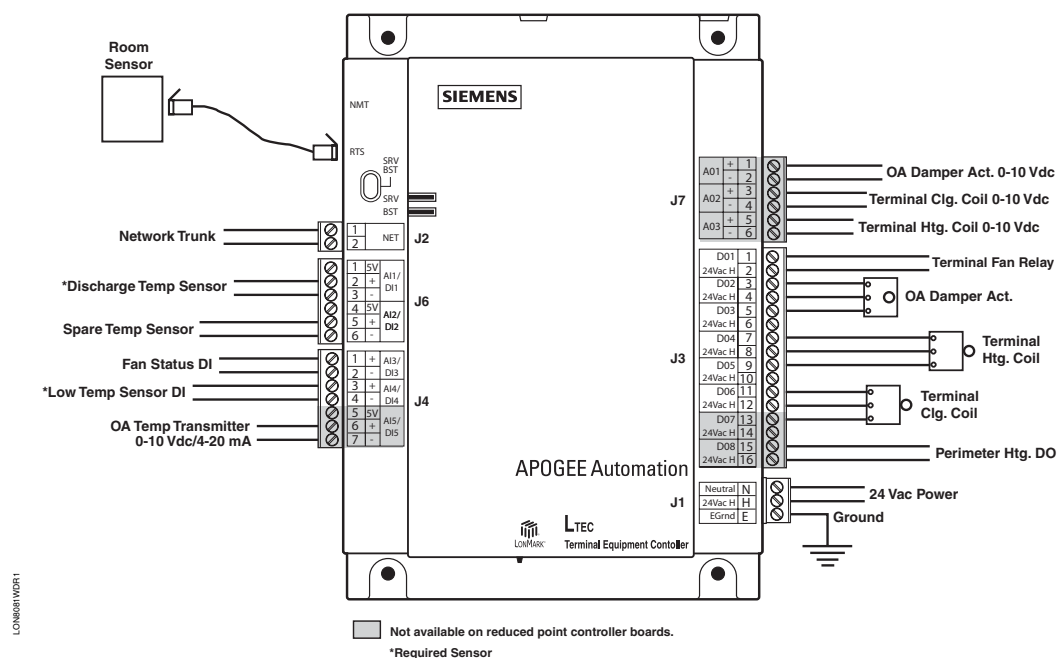 Room
Sensor
NMT
SIEMENS
RTS
SRV
BST
SRV
BST
Network Trunk
1
2
NET
J2
*Discharge Temp Sensor
Spare Temp Sensor
1 5V
2 +
3 -
AI1/
DI1
4 5V
5 +
6 -
AI2/
DI2
J6
Fan Status DI
*Low Temp Sensor DI
OA Temp Transmitter
0-10 Vdc/4-20 mA
1 +
2 -
AI3/
DI3
3 +
4 -
AI4/
DI4
5 5V
6 +
7 -
AI5/
DI5
J4
J7
A01 + 1
- 2
A02 + 3
- 4
A03 + 5
- 6
OA Damper Act. 0-10 Vdc
Terminal Clg. Coil 0-10 Vdc
Terminal Htg. Coil 0-10 Vdc
J3
D01 1
24Vac H 2
D02 3
24Vac H 4
D03 5
24Vac H 6
D04 7
24Vac H 8
D05 9
24Vac H 10
D06 11
24Vac H 12
D07 13
24Vac H 14
D08 15
24Vac H 16
Terminal Fan Relay
OA Damper Act.
Terminal
Htg. Coil
Terminal
Clg. Coil
Perimeter Htg. DO
APOGEE Automation
J1
Neutral N
24Vac H H
EGrnd E
24 Vac Power
Ground
LONMARK
LTEC
Terminal Equipment Contoller
LON8081WDR1
Not available on reduced point controller boards.
*Required Sensor